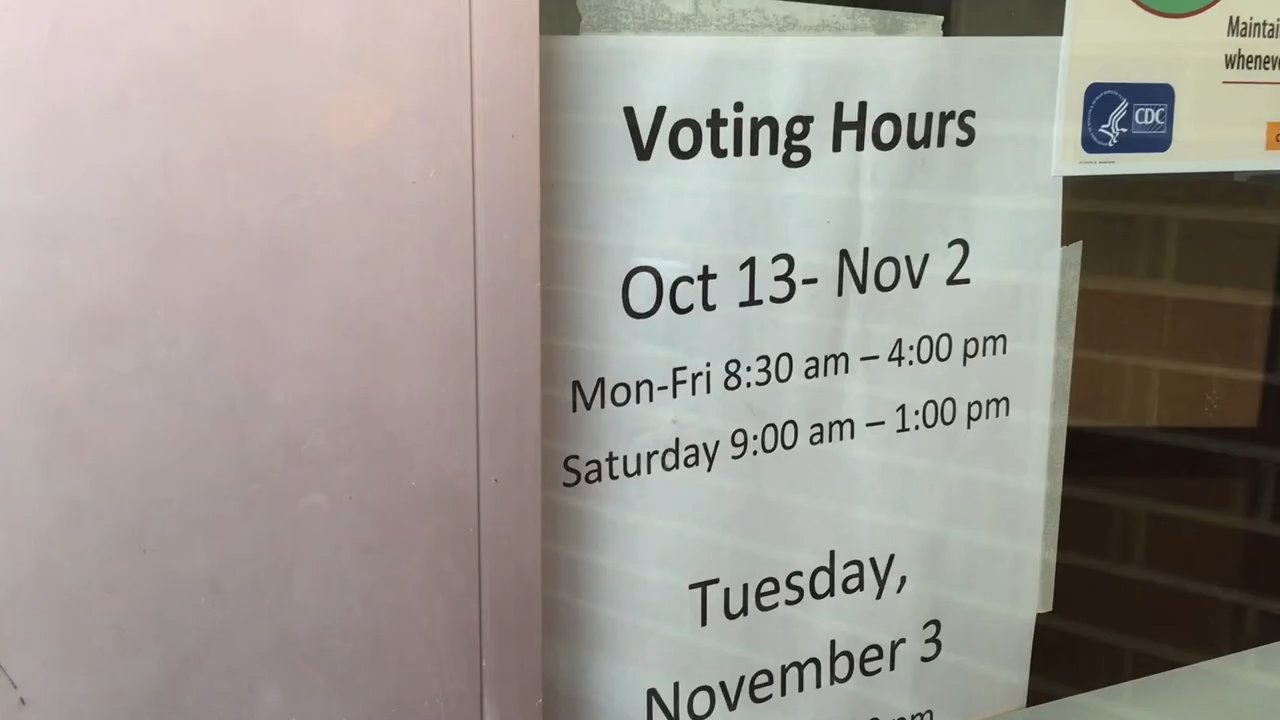 Voting Hours
Oct 13- Nov 2
Mon-Fri 8:30 am – 4:00 pm
Saturday 9:00 am – 1:00 pm
Tuesday,
November 3
pm
CDC